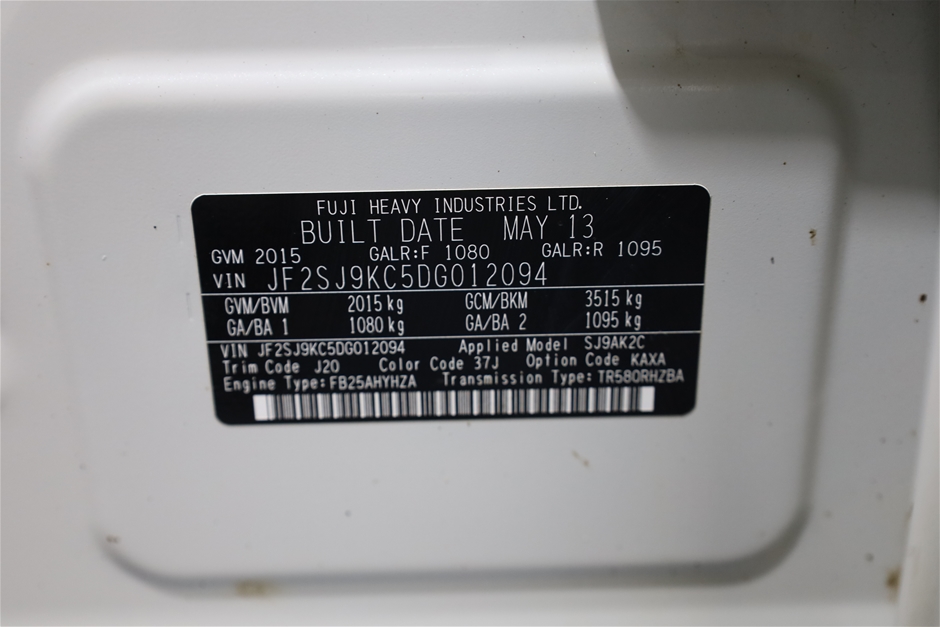 FUJI HEAVY INDUSTRIES LTD.
BUILT DATE MAY 13
GVM 2015 GALR:F 1080 GALR:R 1095
VIN JF2SJ9KC5DG012094
GVM/BVM 2015 kg GCM/BKM 3515 kg
GA/BA 1 1080 kg GA/BA 2 1095 kg
VIN JF2SJ9KC5DG012094 Applied Model SJ9AK2C
Trim Code J20 Color Code 37J Option Code KAXA
Engine Type:FB25AHYHZA Transmission Type:TR580RHZBA